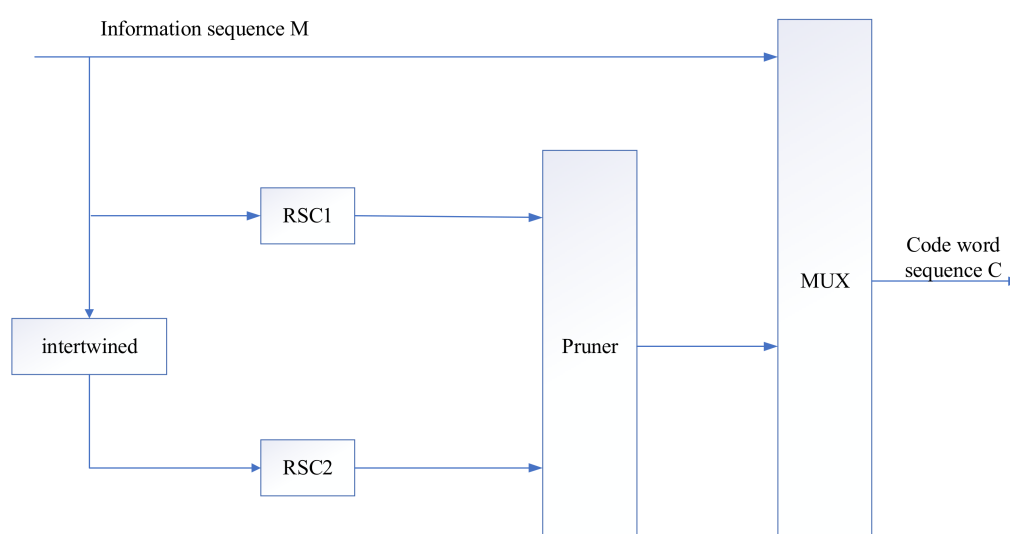 Information sequence M
RSC1
Code word
sequence C
MUX
intertwined
Pruner
RSC2